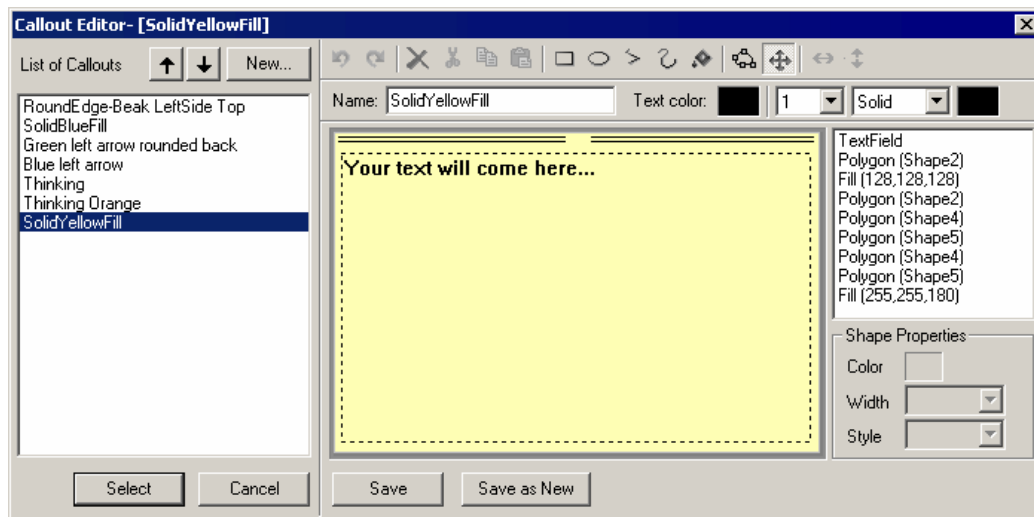 Callout Editor- [SolidYellowFill]
List of Callouts
New...
RoundEdge-Beak LeftSide Top
SolidBlueFill
Green left arrow rounded back
Blue left arrow
Thinking
Thinking Orange
SolidYellowFill
Select
Cancel
Name: SolidYellowFill
Text color:
1
Solid
Your text will come here...
TextField
Polygon (Shape2)
Fill (128,128,128)
Polygon (Shape2)
Polygon (Shape4)
Polygon (Shape5)
Polygon (Shape4)
Polygon (Shape5)
Fill (255,255,180)
Shape Properties
Color
Width
Style
Save
Save as New